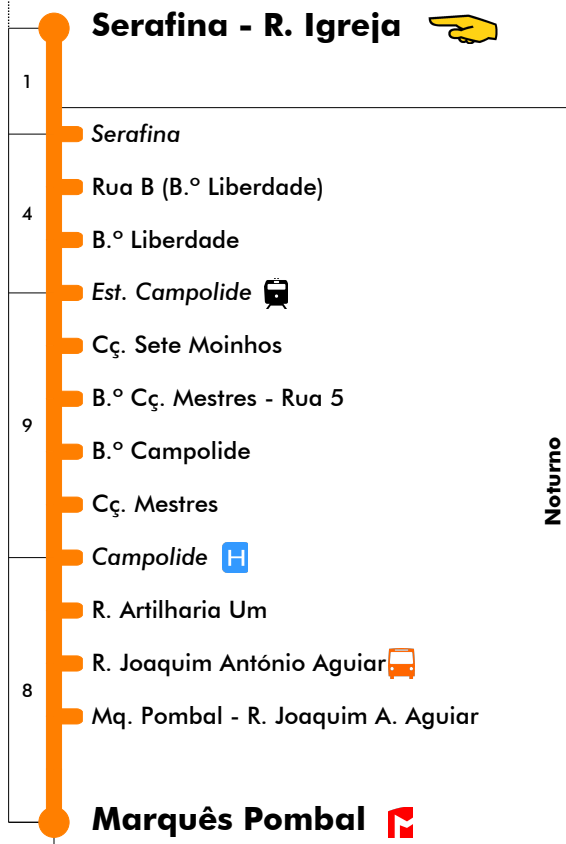 Serafina - R. Igreja
1
Serafina
Rua B (B.º Liberdade)
4
B.º Liberdade
Est. Campolide
Cç. Sete Moinhos
B.º Cç. Mestres - Rua 5
9
B.º Campolide
Noturno
Cç. Mestres
Campolide H
R. Artilharia Um
R. Joaquim António Aguiar
8
Mq. Pombal - R. Joaquim A. Aguiar
Marquês Pombal